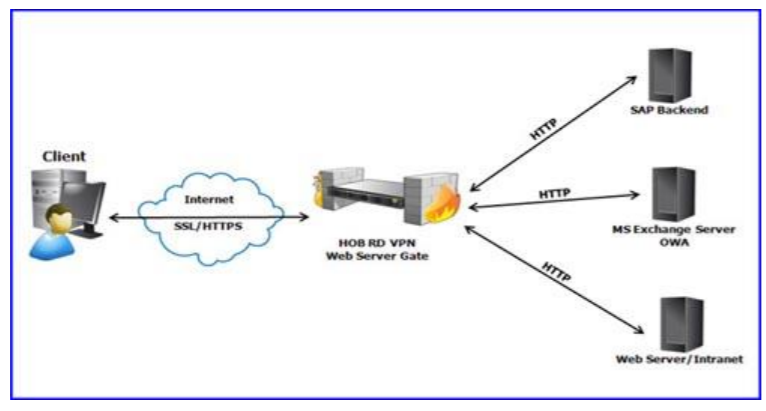 Client
Internet
SSL/HTTPS
HOB RD VPN
Web Server Gate
HTTP
SAP Backend
HTTP
MS Exchange Server
OWA
HTTP
Web Server/Intranet